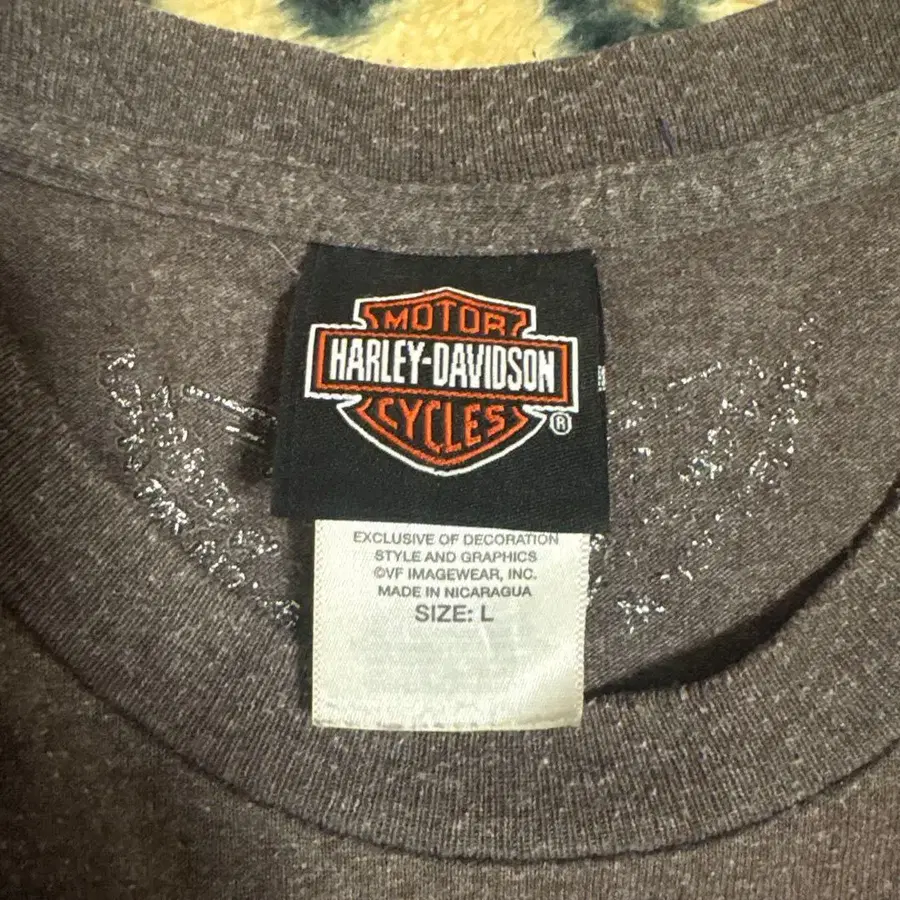 MOTOR
HARLEY-DAVIDSON
CYCLES
®
EXCLUSIVE OF DECORATION
STYLE AND GRAPHICS
©VF IMAGEWEAR, INC.
MADE IN NICARAGUA
SIZE: L